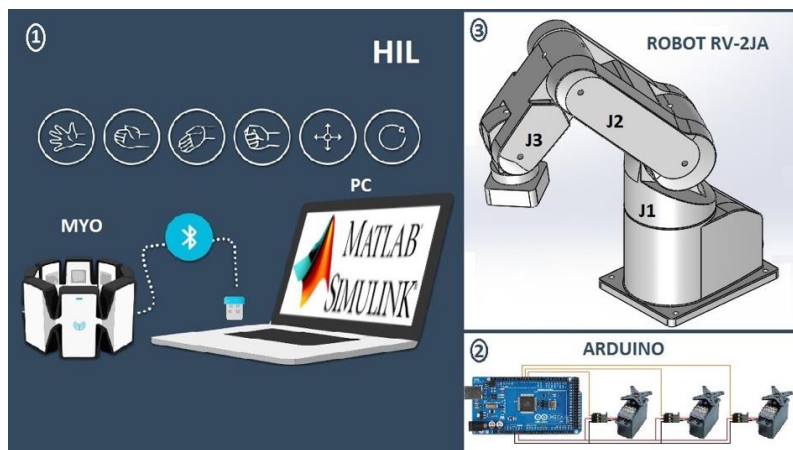 1
HIL
PC
MYO
MATLAB
SIMULINK
3
ROBOT RV-2JA
J3
J2
J1
2
ARDUINO